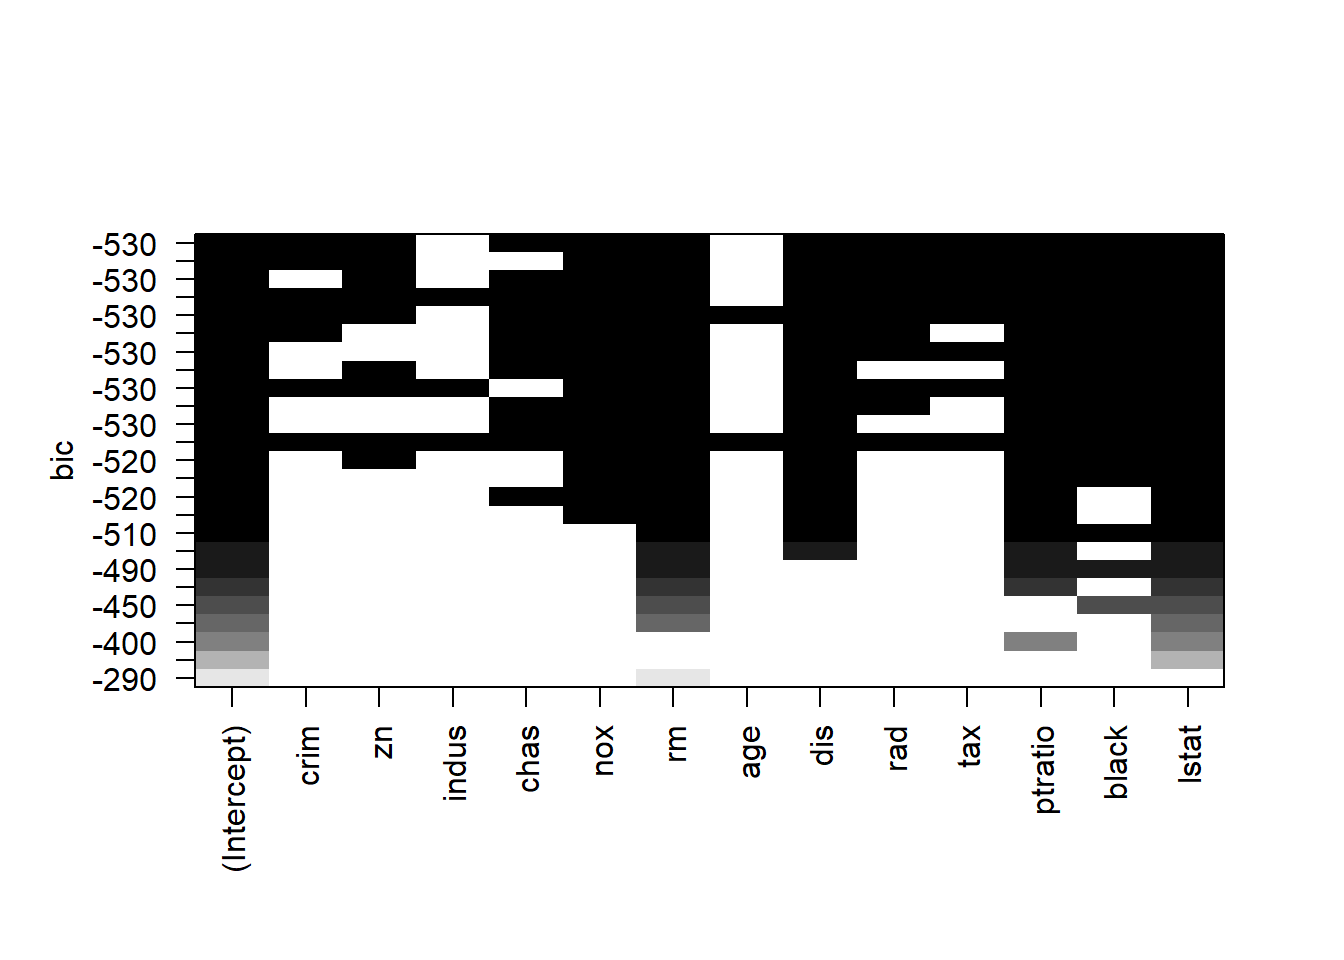 bic
-530
-530
-530
-530
-530
-530
-520
-520
-510
-490
-450
-400
-290
(Intercept)
crim
zn
indus
chas
nox
rm
age
dis
rad
tax
ptratio
black
lstat